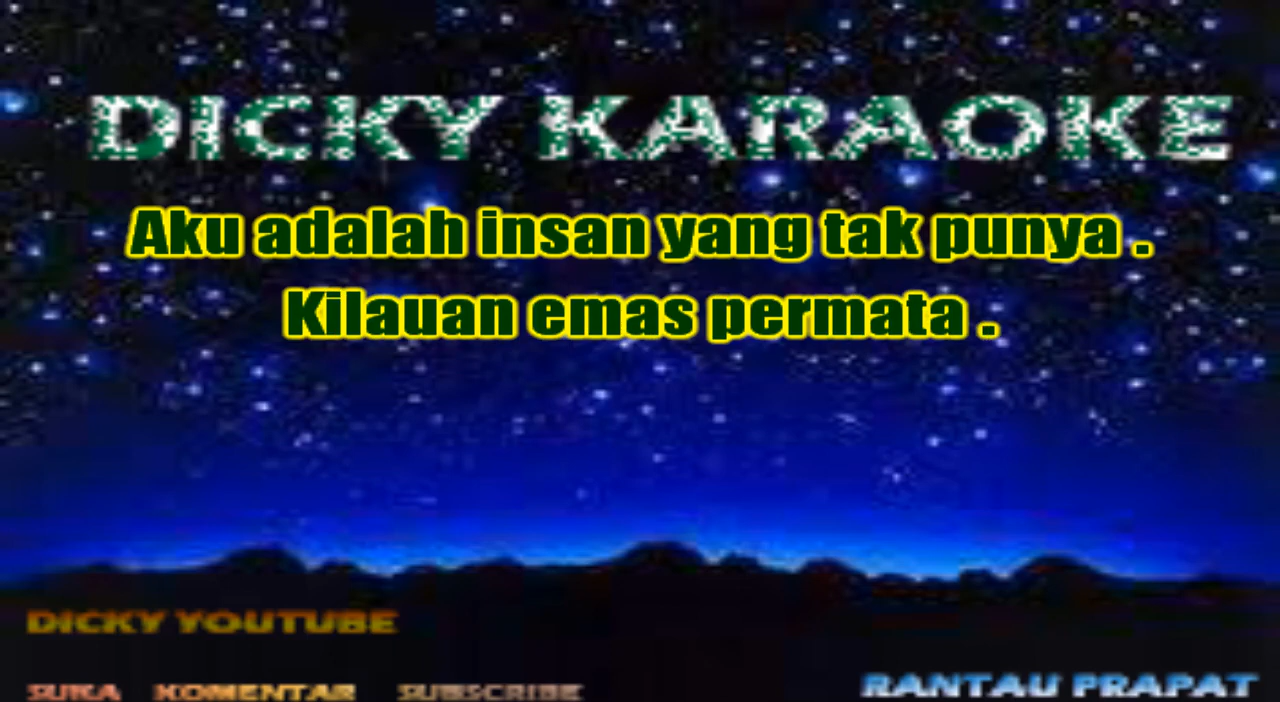 DICKY KARAOKE
Aku adalah insan yang tak punya .
Kilauan emas permata .
DICKY YOUTUBE
SUKA KOMENTAR SUBSCRIBE
RANTAU PRAPAT